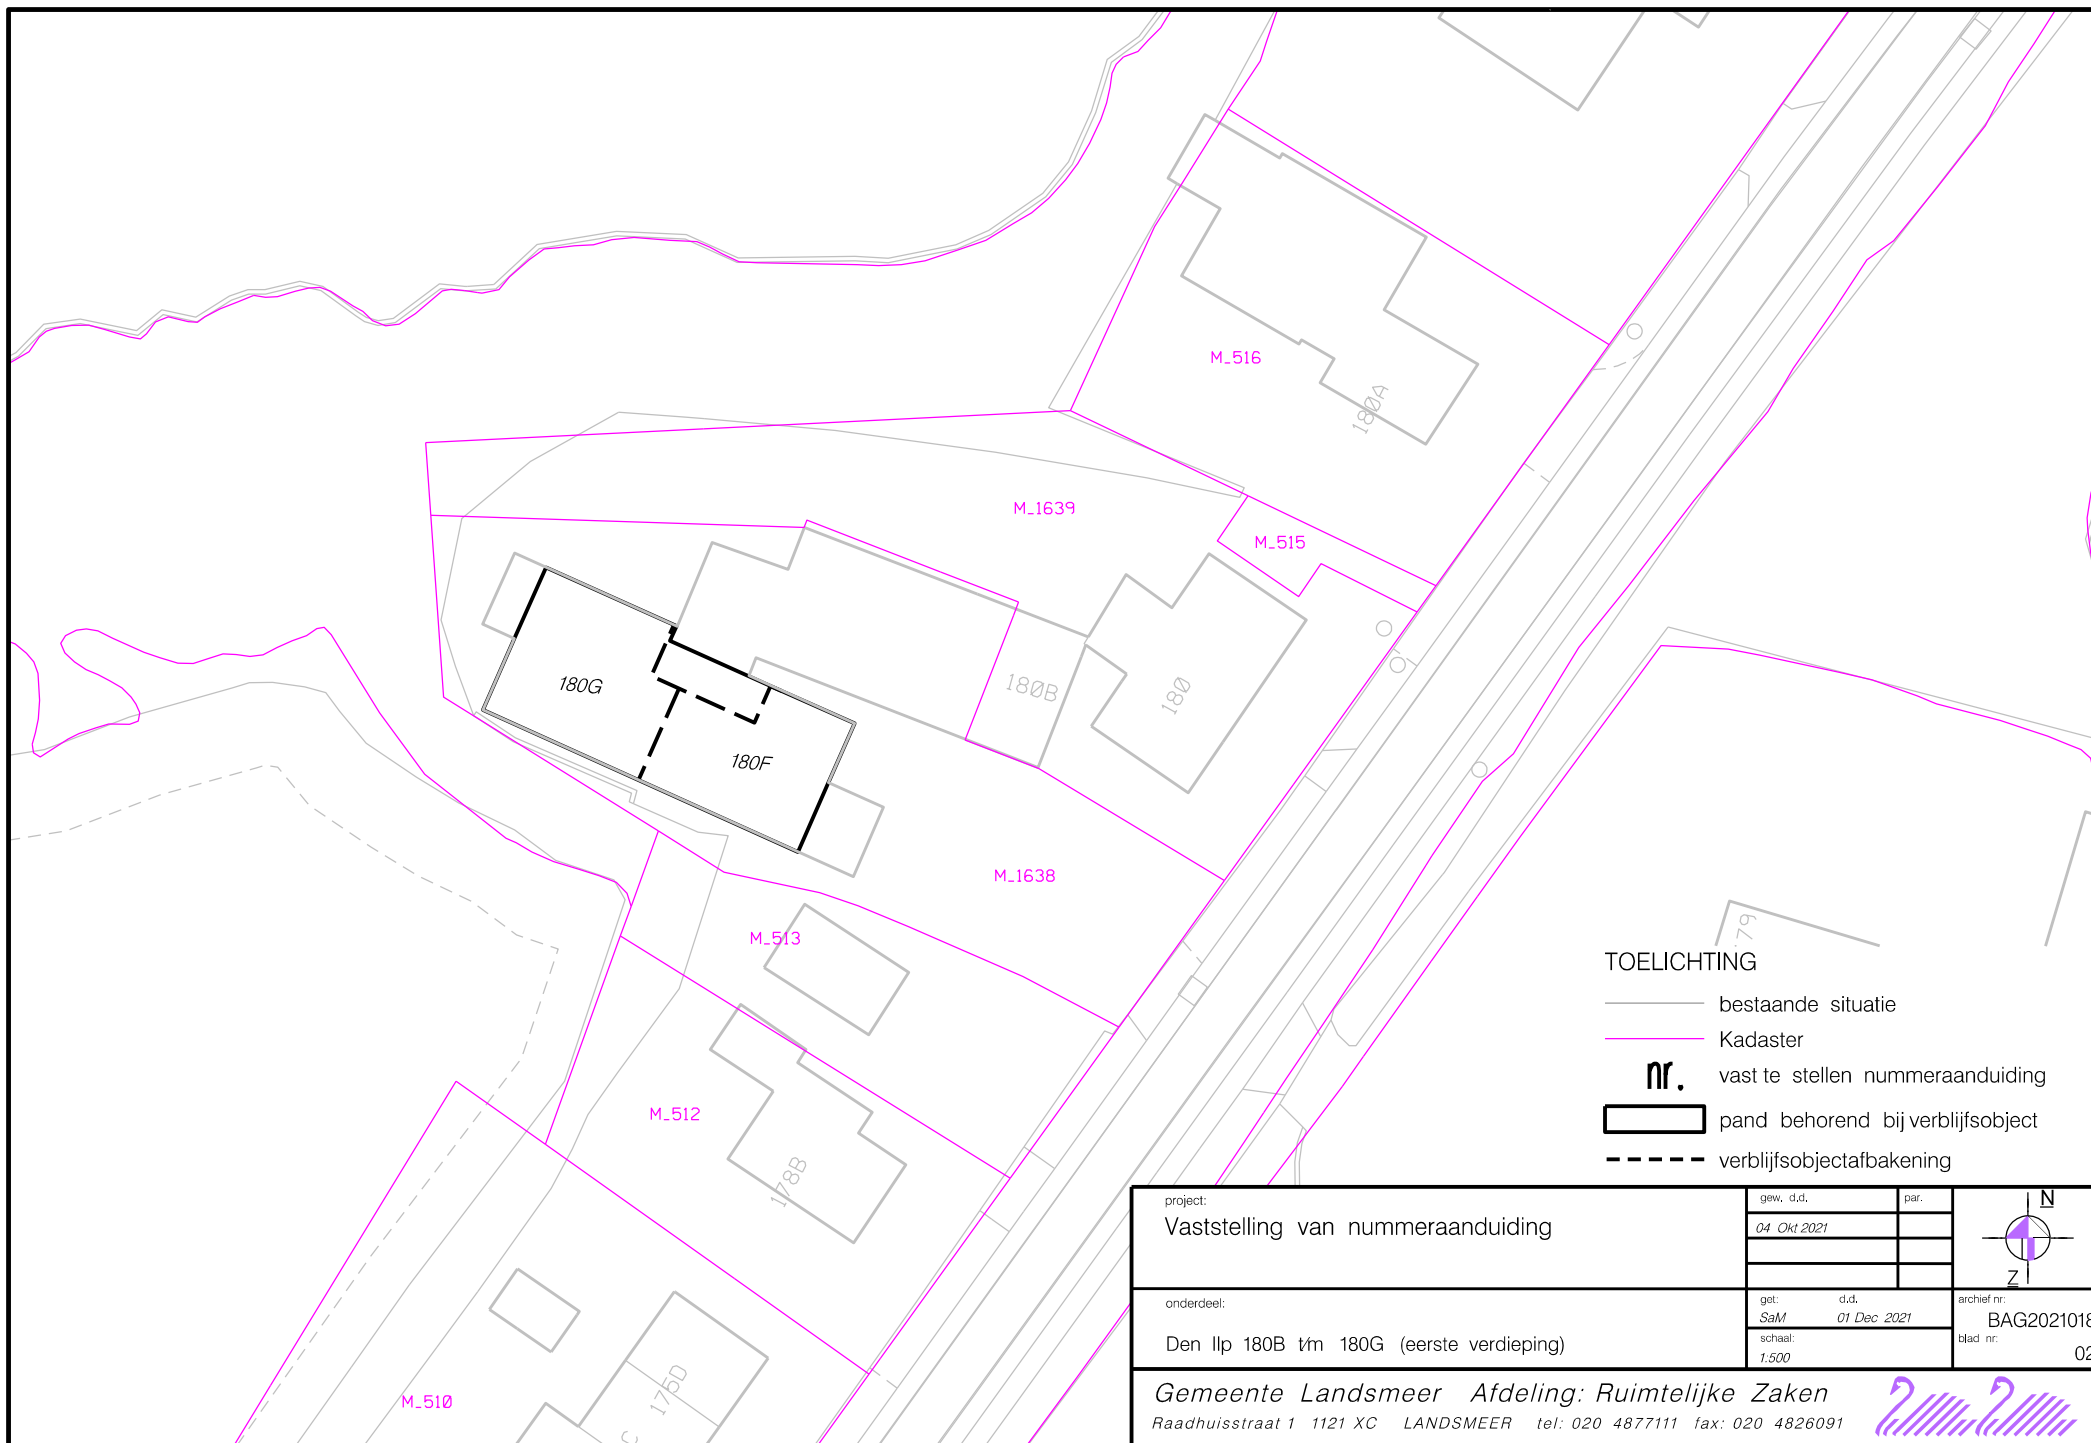 M_516
180A
M_1639
M_515
180G
180B
180
180F
M_1638
M_513
179
M_512
178B
M_510
175D
C
TOELICHTING
bestaande situatie
Kadaster
nr. vast te stellen nummeraanduiding
pand behorend bij verblijfsobject
verblijfsobjectafbakening
project:
Vaststelling van nummeraanduiding
gew. d.d. par.
04 Okt 2021
N
Z
onderdeel:
Den Ilp 180B t/m 180G (eerste verdieping)
get: d.d.
SaM 01 Dec 2021
schaal:
1:500
archief nr:
BAG2021018
blad nr:
02
Gemeente Landsmeer Afdeling: Ruimtelijke Zaken
Raadhuisstraat 1 1121 XC LANDSMEER tel: 020 4877111 fax: 020 4826091